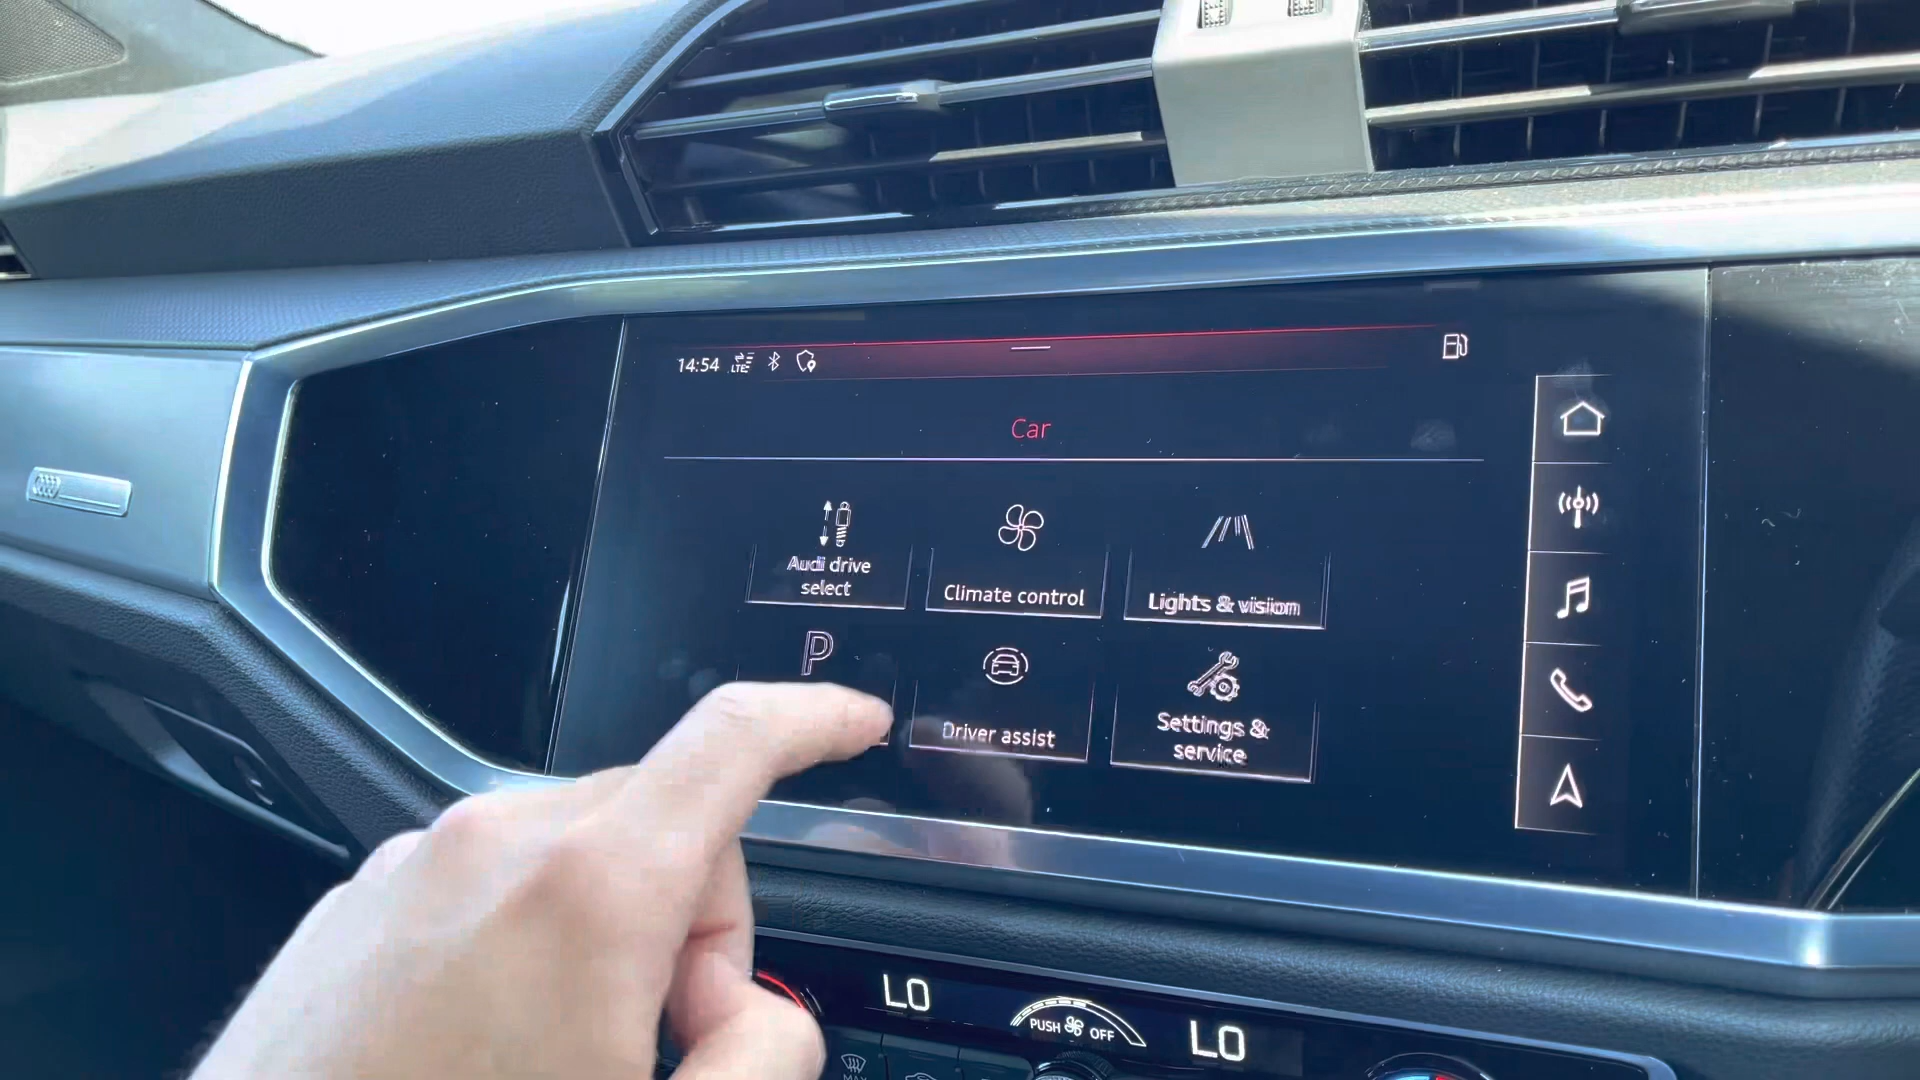 14:54 LTE
Car
Audi drive
select
Climate control
Lights & vision
P
Driver assist
Settings &
service
LO
PUSH OFF
LO
MAX